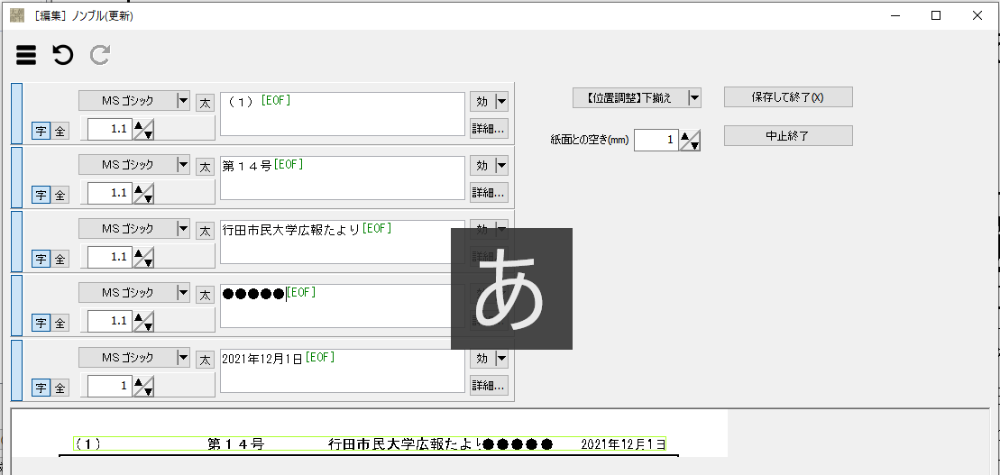 ［編集］ノンブル(更新)
MS ゴシック 太 （１）[EOF] 効
字 全 1.1 詳細...
【位置調整】下揃え 保存して終了(X)
紙面との空き(mm) 1 中止終了
MS ゴシック 太 第１４号[EOF] 効
字 全 1.1 詳細...
MS ゴシック 太 行田市民大学広報たより[EOF] 効
字 全 1.1 詳細
あ
MS ゴシック 太 ●●●●●[EOF]
字 全 1.1
MS ゴシック 太 2021年12月1日[EOF] 効
字 全 1 詳細...
（１） 第１４号 行田市民大学広報たより●●●●● 2021年12月1日